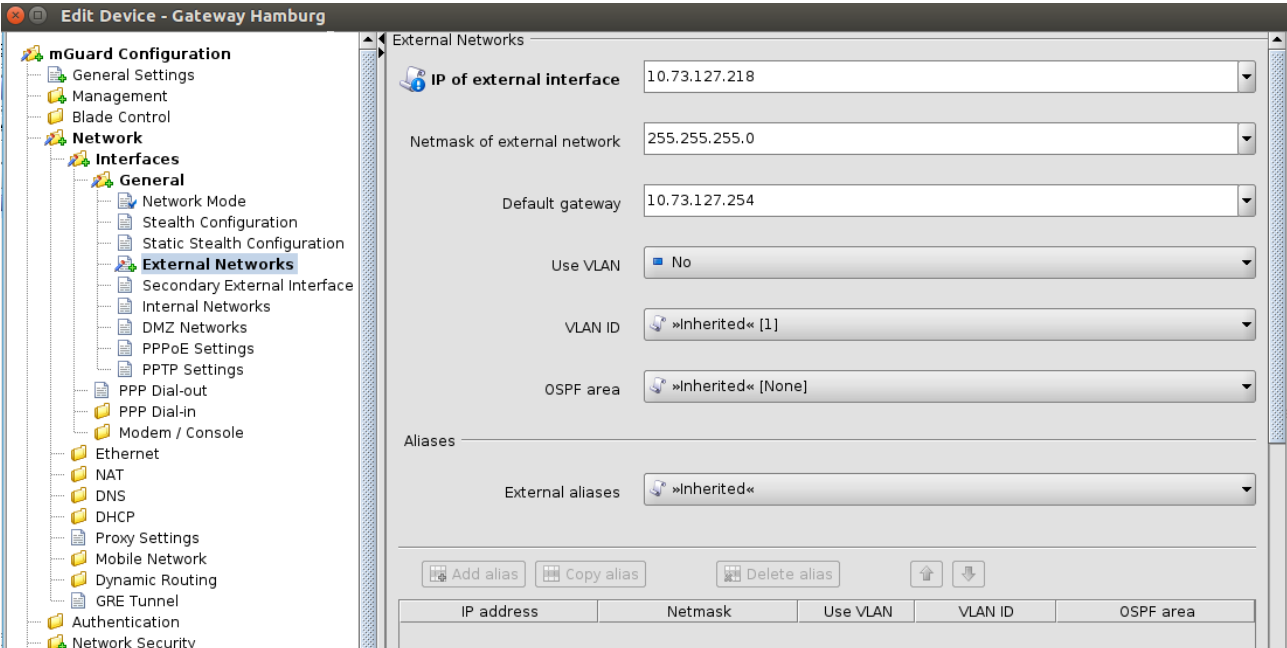 Edit Device - Gateway Hamburg
mGuard Configuration
General Settings
Management
Blade Control
Network
Interfaces
General
Network Mode
Stealth Configuration
Static Stealth Configuration
External Networks
Secondary External Interface
Internal Networks
DMZ Networks
PPPoE Settings
PPTP Settings
PPP Dial-out
PPP Dial-in
Modem / Console
Ethernet
NAT
DNS
DHCP
Proxy Settings
Mobile Network
Dynamic Routing
GRE Tunnel
Authentication
Network Security
External Networks
IP of external interface 10.73.127.218
Netmask of external network 255.255.255.0
Default gateway 10.73.127.254
Use VLAN No
VLAN ID »Inherited« [1]
OSPF area »Inherited« [None]
Aliases
External aliases »Inherited«
Add alias Copy alias Delete alias
IP address Netmask Use VLAN VLAN ID OSPF area